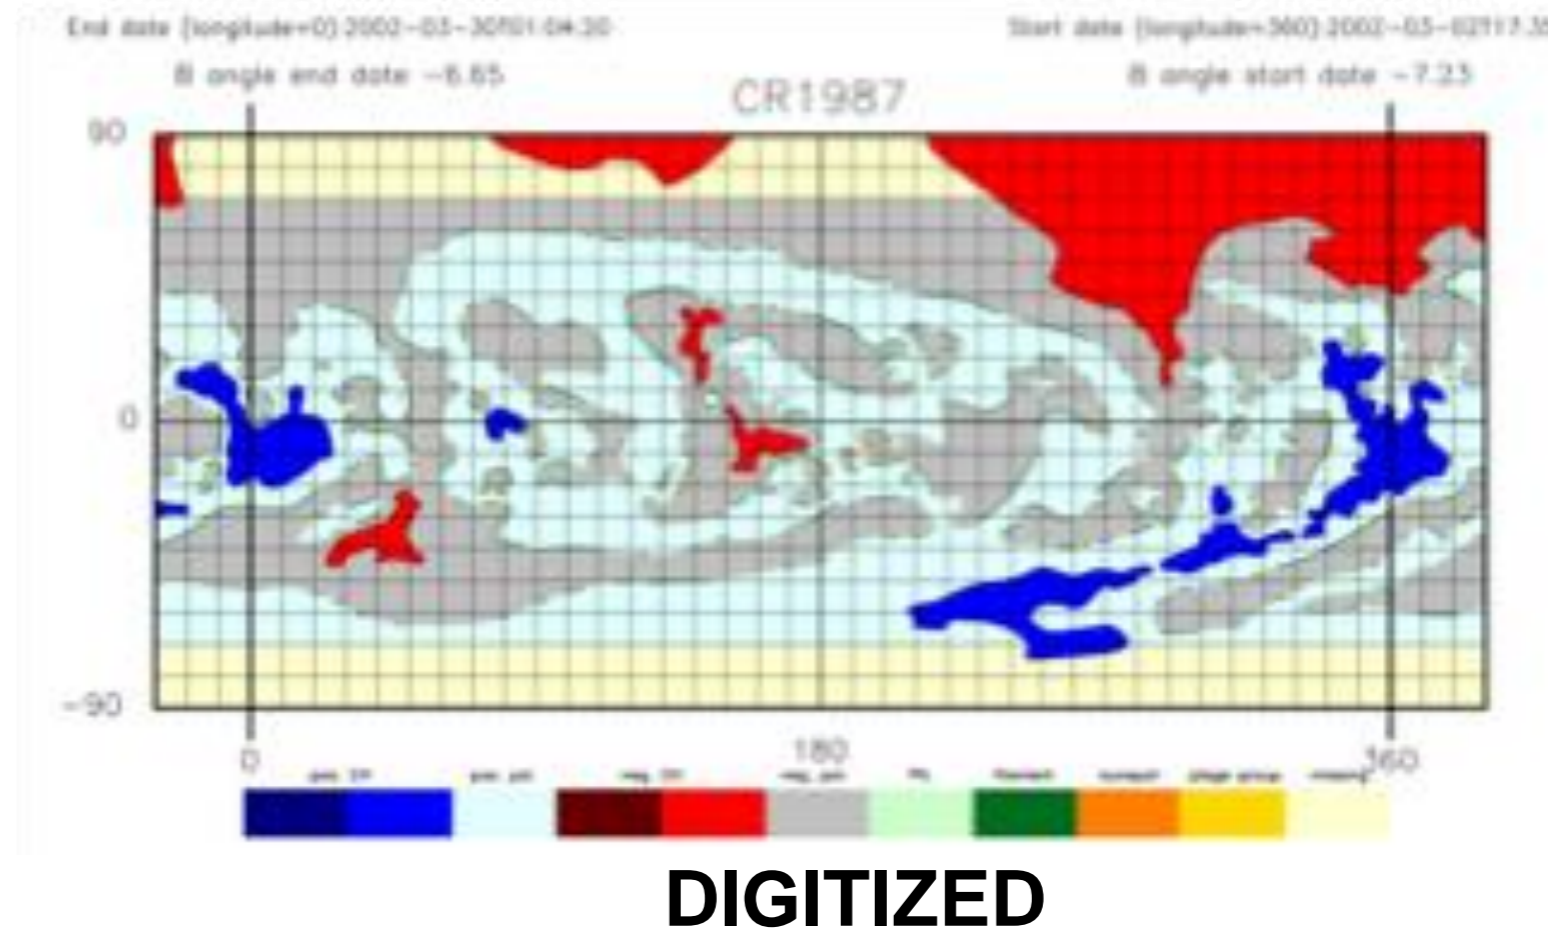 End date (longitude=0): 2002-03-30T01:04:20
Start date (longitude=360): 2002-03-02T17:35
B angle end date -6.65
B angle start date -7.23
CR1987
90
0
-90
0
180
360
DIGITIZED